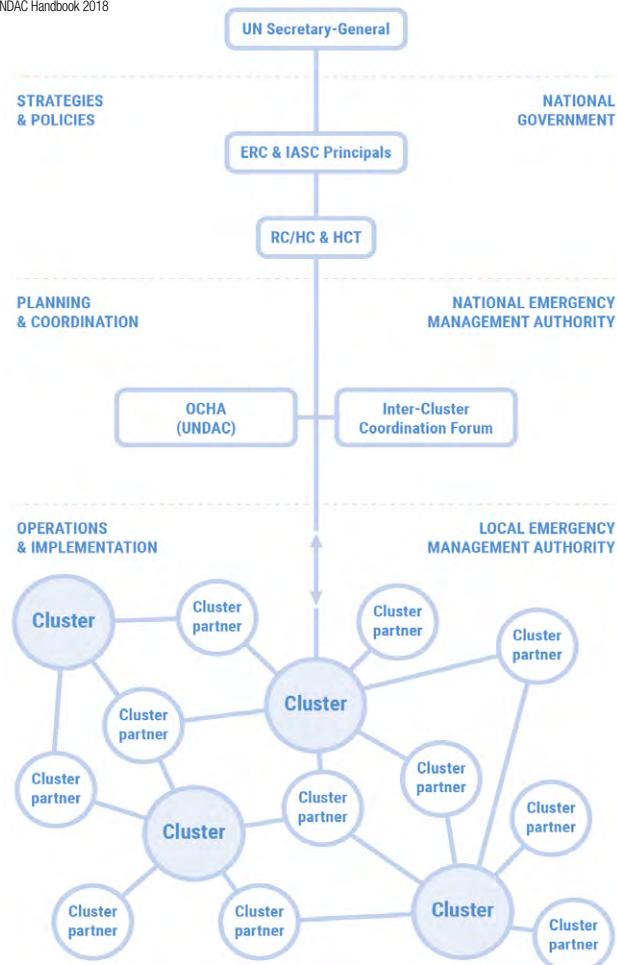 NDAC Handbook 2018
UN Secretary-General
STRATEGIES
& POLICIES
NATIONAL
GOVERNMENT
ERC & IASC Principals
RC/HC & HCT
PLANNING
& COORDINATION
NATIONAL EMERGENCY
MANAGEMENT AUTHORITY
OCHA
(UNDAC)
Inter-Cluster
Coordination Forum
OPERATIONS
& IMPLEMENTATION
LOCAL EMERGENCY
MANAGEMENT AUTHORITY
Cluster
Cluster
partner
Cluster
partner
Cluster
partner
Cluster
Cluster
partner
Cluster
partner
Cluster
partner
Cluster
partner
Cluster
partner
Cluster
Cluster
Cluster
partner
Cluster
partner
Cluster
partner